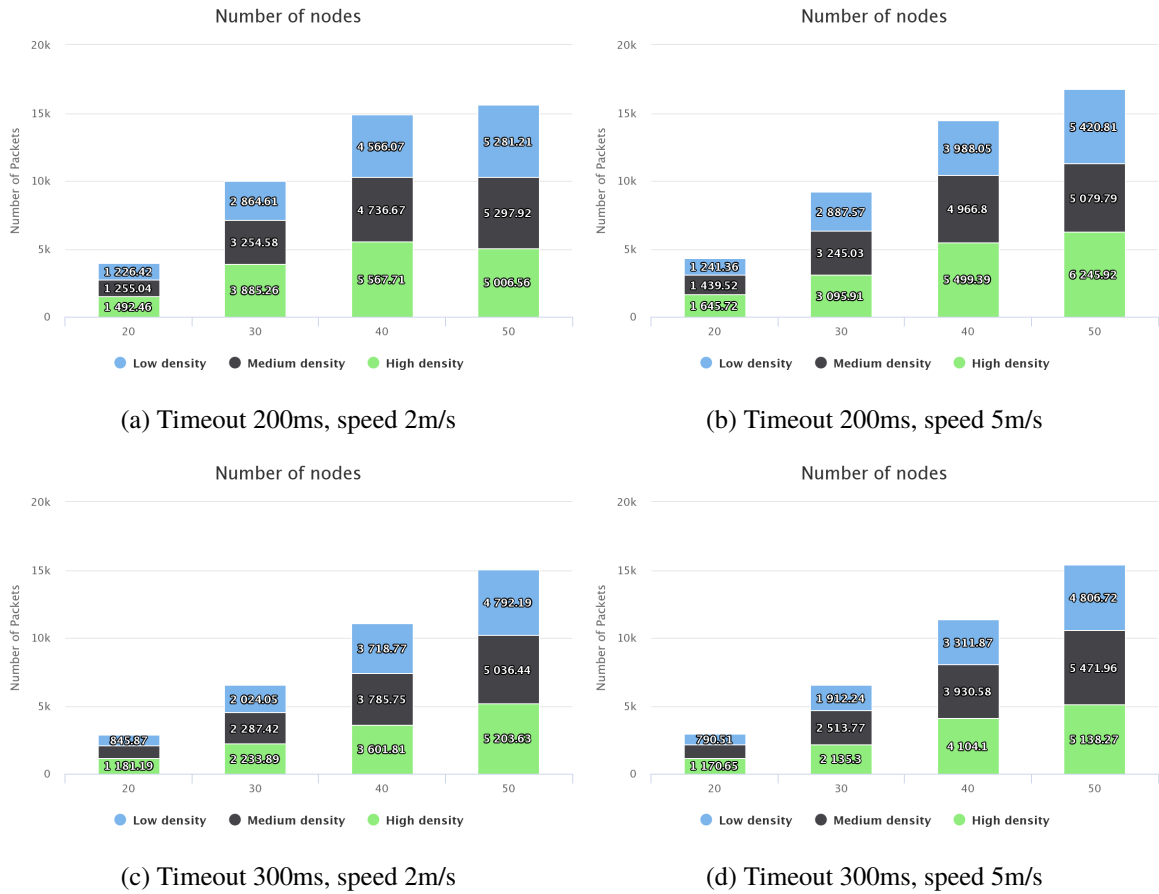 Number of nodes
20k
15k
10k
5k
0
Number of Packets
4 566.07
5 281.21
2 864.61
4 736.67
5 297.92
1 226.42
3 254.58
1 255.04
3 885.26
5 567.71
5 006.56
1 492.46
20 30 40 50
Low density Medium density High density
(a) Timeout 200ms, speed 2m/s
Number of nodes
20k
15k
10k
5k
0
Number of Packets
3 988.05
5 420.81
2 887.57
4 966.8
5 079.79
1 241.36
3 245.03
1 439.52
3 095.91
5 499.39
6 245.92
1 645.72
20 30 40 50
Low density Medium density High density
(b) Timeout 200ms, speed 5m/s
Number of nodes
20k
15k
10k
5k
0
Number of Packets
4 792.19
3 718.77
5 036.44
2 024.05
3 785.75
845.87
2 287.42
5 203.63
3 601.81
2 233.89
1 181.19
20 30 40 50
Low density Medium density High density
(c) Timeout 300ms, speed 2m/s
Number of nodes
20k
15k
10k
5k
0
Number of Packets
4 806.72
3 311.87
5 471.96
1 912.24
3 930.58
790.51
2 513.77
5 138.27
4 104.1
2 135.3
1 170.65
20 30 40 50
Low density Medium density High density
(d) Timeout 300ms, speed 5m/s